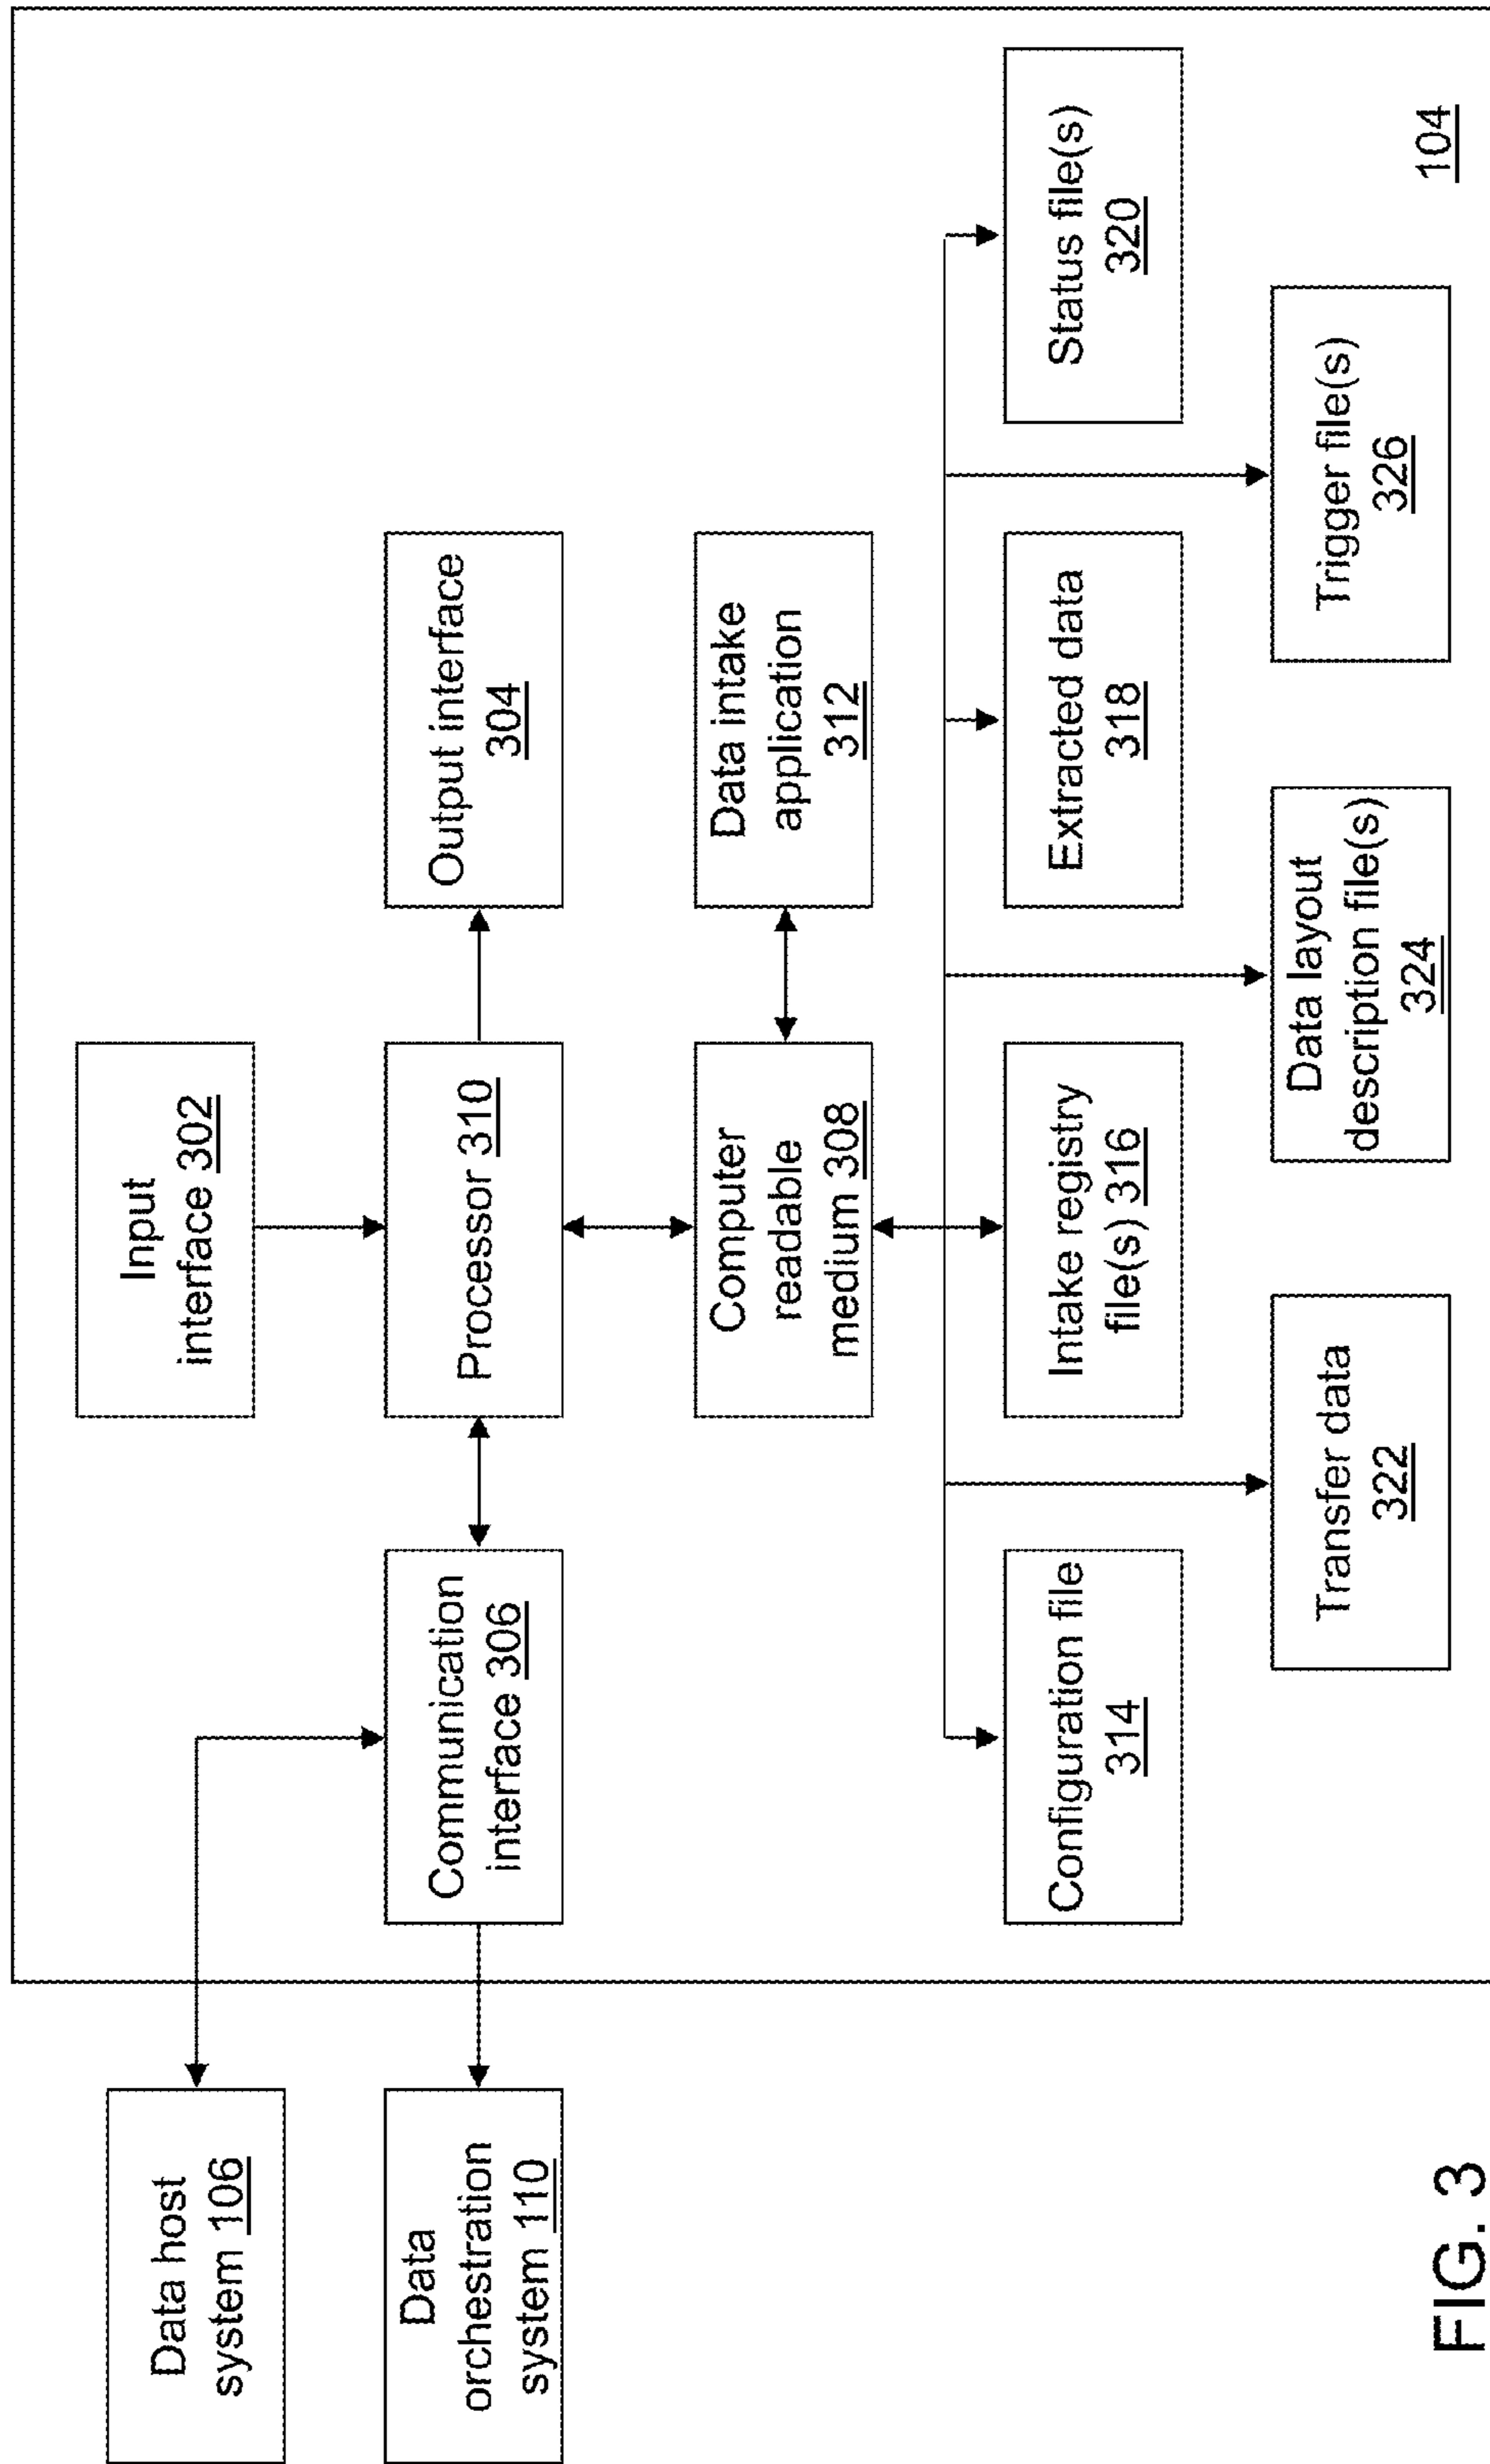 Data host
system 106
Data
orchestration
system 110
Input
interface 302
Communication
interface 306
Processor 310
Output interface
304
Computer
readable
medium 308
Data intake
application
312
Configuration file
314
Intake registry
file(s) 316
Extracted data
318
Status file(s)
320
Transfer data
322
Data layout
description file(s)
324
Trigger file(s)
326
104
FIG. 3